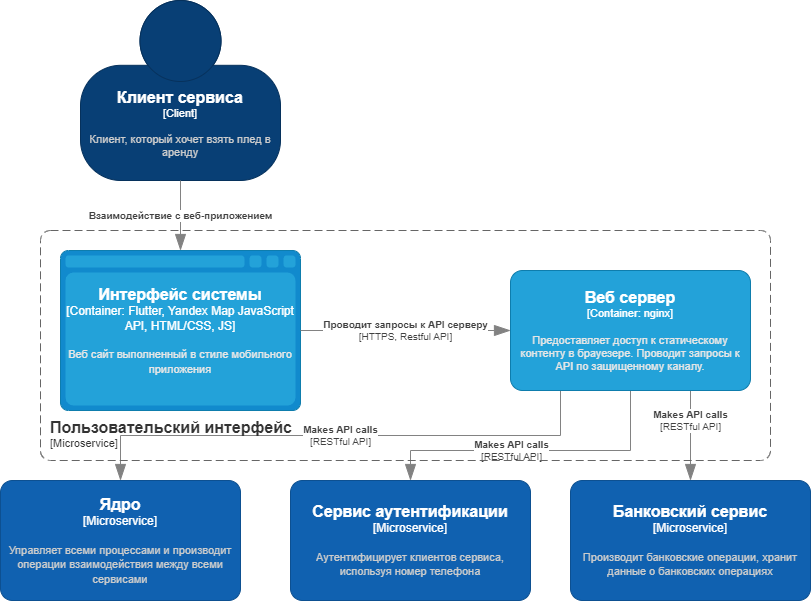 Клиент сервиса
[Client]
Клиент, который хочет взять плед в
аренду
Взаимодействие с веб-приложением
Интерфейс системы
[Container: Flutter, Yandex Map JavaScript
API, HTML/CSS, JS]
Веб сайт выполненный в стиле мобильного
приложения
Проводит запросы к API серверу
[HTTPS, Restful API]
Веб сервер
[Container: nginx]
Предоставляет доступ к статическому
контенту в браузере. Проводит запросы к
API по защищенному каналу.
Пользовательский интерфейс
[Microservice]
Makes API calls
[RESTful API]
Makes API calls
[RESTful API]
Makes API calls
[RESTful API]
Ядро
[Microservice]
Управляет всеми процессами и производит
операции взаимодействия между всеми
сервисами
Сервис аутентификации
[Microservice]
Аутентифицирует клиентов сервиса,
используя номер телефона
Банковский сервис
[Microservice]
Производит банковские операции, хранит
данные о банковских операциях